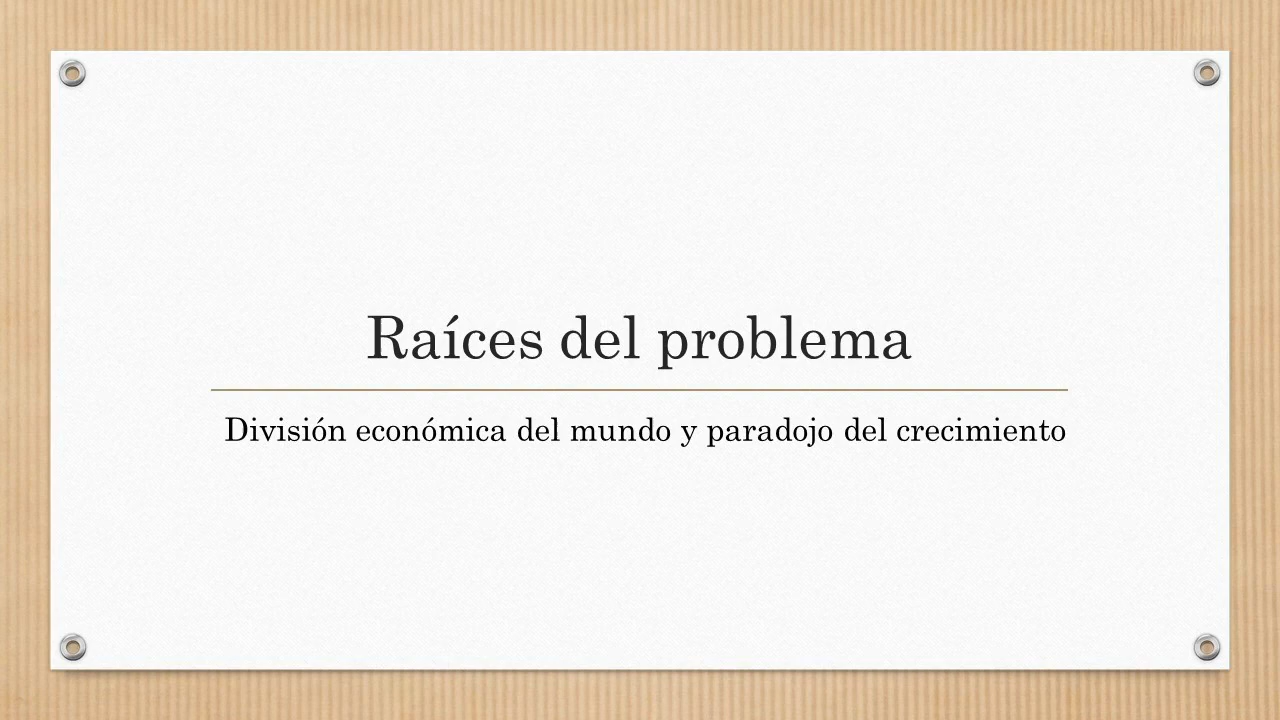 Raíces del problema
División económica del mundo y paradojo del crecimiento